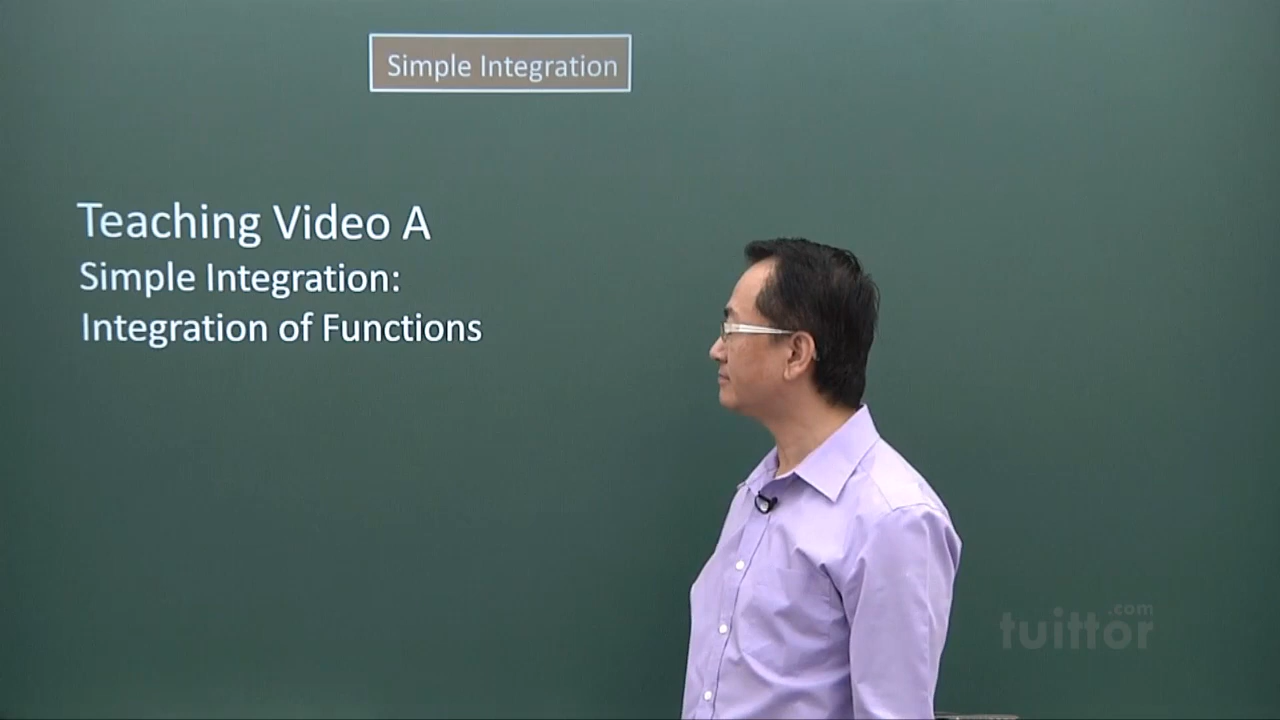 Simple Integration
Teaching Video A
Simple Integration:
Integration of Functions
tuittor.com